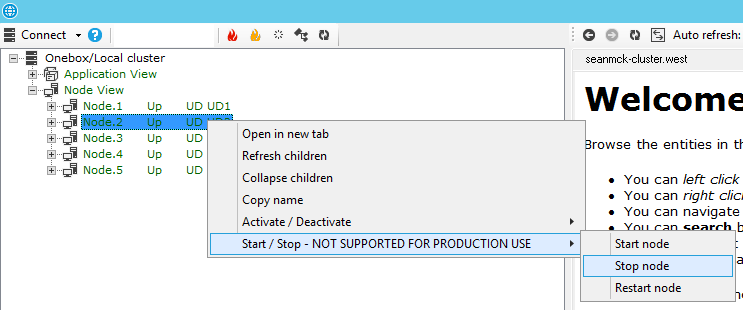 Connect
Auto refresh:
Onebox/Local cluster
Application View
Node View
Node.1 Up UD UD1
Node.2 Up UD
Node.3 Up UD
Node.4 Up UD
Node.5 Up UD
Open in new tab
Refresh children
Collapse children
Copy name
Activate / Deactivate
Start / Stop - NOT SUPPORTED FOR PRODUCTION USE
Start node
Stop node
Restart node
seanmck-cluster.west
Welcome
Browse the entities in th
• You can left click
• You can right clic
• You can navigate
• You can search b